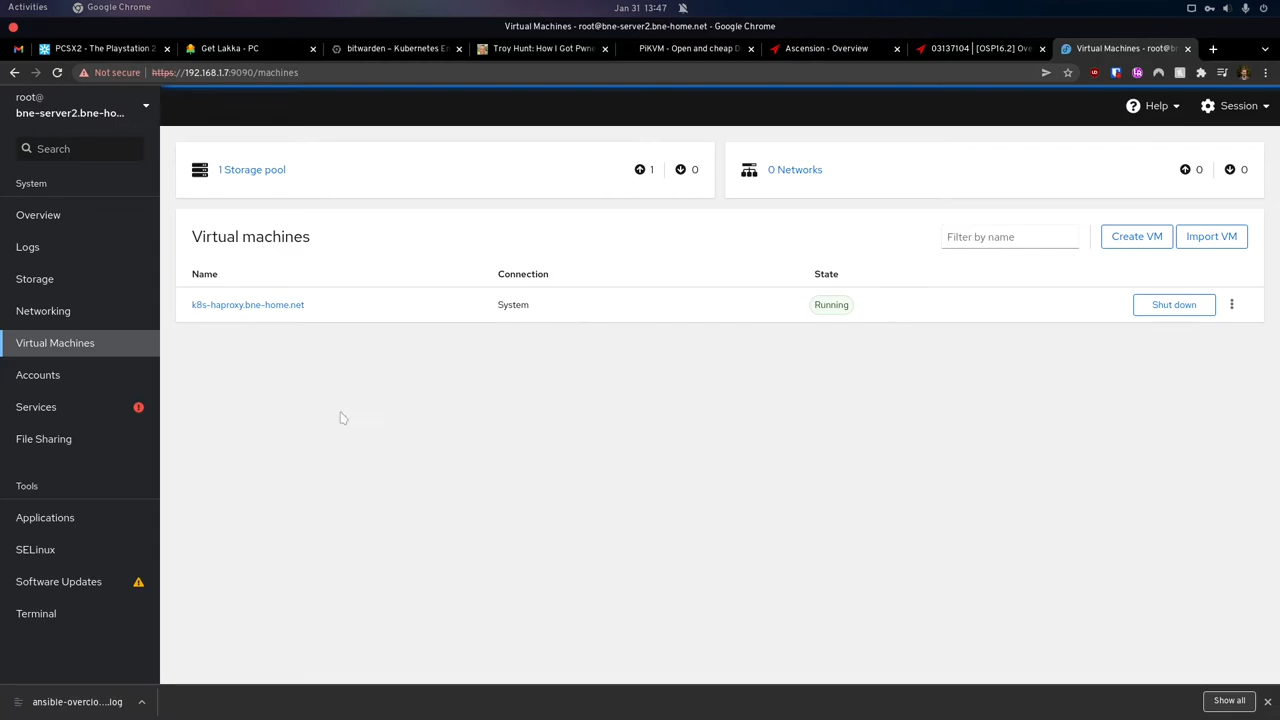 Activities
Google Chrome
Jan 31 13:47
Virtual Machines - root@bne-server2.bne-home.net - Google Chrome
PCSX2 - The Playstation 2
Get Lakka - PC
bitwarden – Kubernetes En
Troy Hunt: How I Got Pwne
PiKVM - Open and cheap D
Ascension - Overview
03137104 | [OSP16.2] Ove
Virtual Machines - root@b
Not secure
https://192.168.1.7:9090/machines
root@
bne-server2.bne-ho...
Help
Session
Search
System
Overview
Logs
Storage
Networking
Virtual Machines
Accounts
Services
File Sharing
Tools
Applications
SELinux
Software Updates
Terminal
1 Storage pool
1
0
0 Networks
0
0
Virtual machines
Filter by name
Create VM
Import VM
Name
Connection
State
k8s-haproxy.bne-home.net
System
Running
Shut down
ansible-overclo....log
Show all